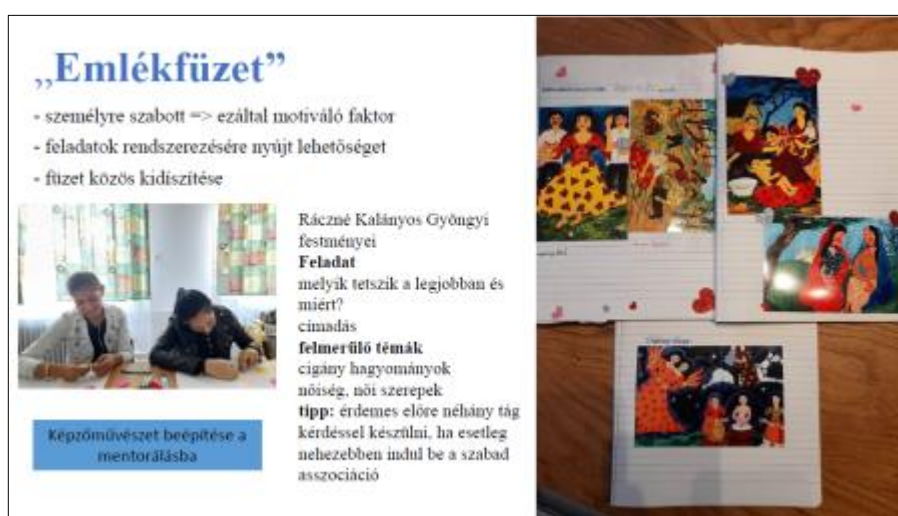 „Emlékfüzet”
- személyre szabott => ezáltal motiváló faktor
- feladatok rendszerezésére nyújt lehetőséget
- füzet közös kidíszítése
Ráczné Kalányos Gyöngyi
festményei
Feladat
melyik tetszik a legjobban és
miért?
címadás
felmerülő témák
cigány hagyományok
nőiség, női szerepek
tipp: érdemes előre néhány tág
kérdéssel készülni, ha esetleg
nehezebben indul be a szabad
asszociáció
Képzőművészet beépítése a
mentorálásba